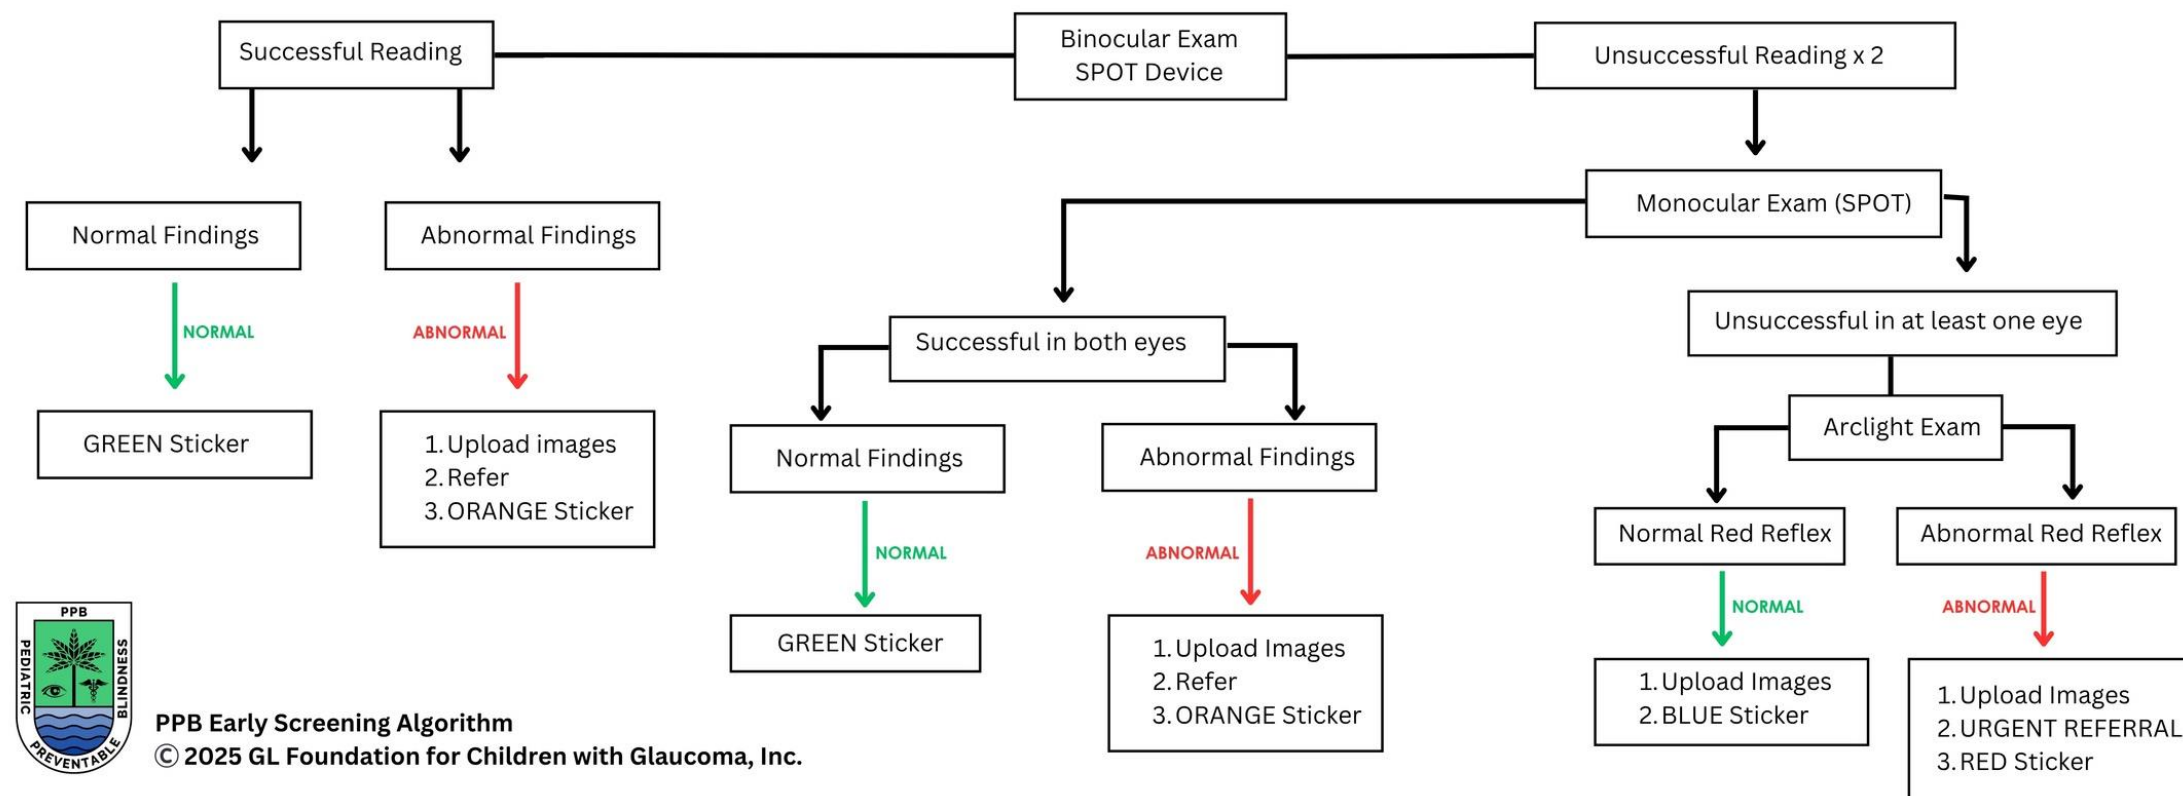 Successful Reading
Binocular Exam
SPOT Device
Unsuccessful Reading x 2
Monocular Exam (SPOT)
Normal Findings
Abnormal Findings
NORMAL
ABNORMAL
GREEN Sticker
1. Upload images
2. Refer
3. ORANGE Sticker
Successful in both eyes
Normal Findings
Abnormal Findings
NORMAL
ABNORMAL
GREEN Sticker
1. Upload Images
2. Refer
3. ORANGE Sticker
Unsuccessful in at least one eye
Arclight Exam
Normal Red Reflex
Abnormal Red Reflex
NORMAL
ABNORMAL
1. Upload Images
2. BLUE Sticker
1. Upload Images
2. URGENT REFERRAL
3. RED Sticker
PPB
PEDIATRIC
PREVENTABLE
BLINDNESS
PPB Early Screening Algorithm
© 2025 GL Foundation for Children with Glaucoma, Inc.